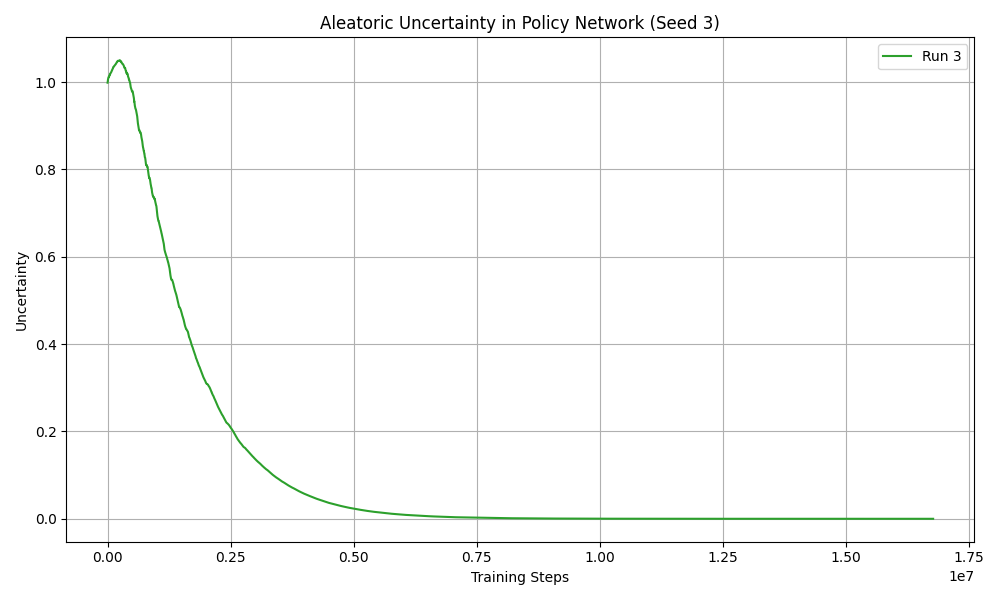 Aleatoric Uncertainty in Policy Network (Seed 3)
Run 3
Uncertainty
1.0
0.8
0.6
0.4
0.2
0.0
0.00 0.25 0.50 0.75 1.00 1.25 1.50 1.75
1e7
Training Steps